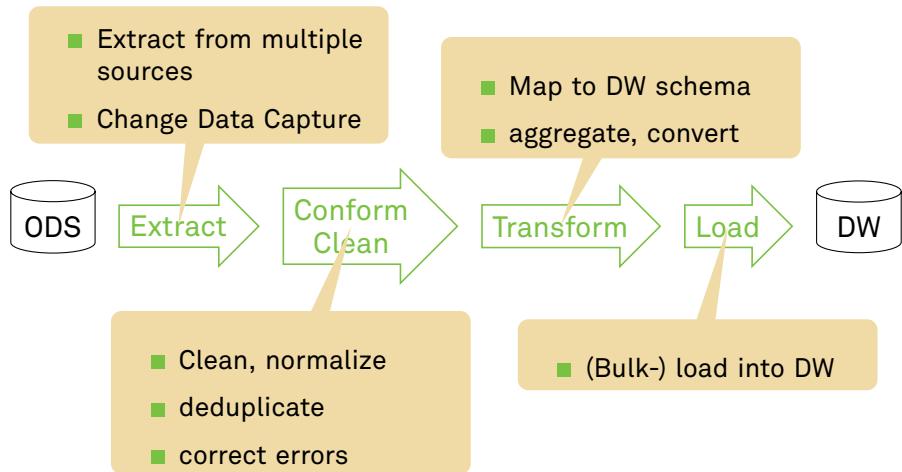 Extract from multiple
sources
Change Data Capture
Map to DW schema
aggregate, convert
ODS
Extract
Conform
Clean
Transform
Load
DW
Clean, normalize
deduplicate
correct errors
(Bulk-) load into DW